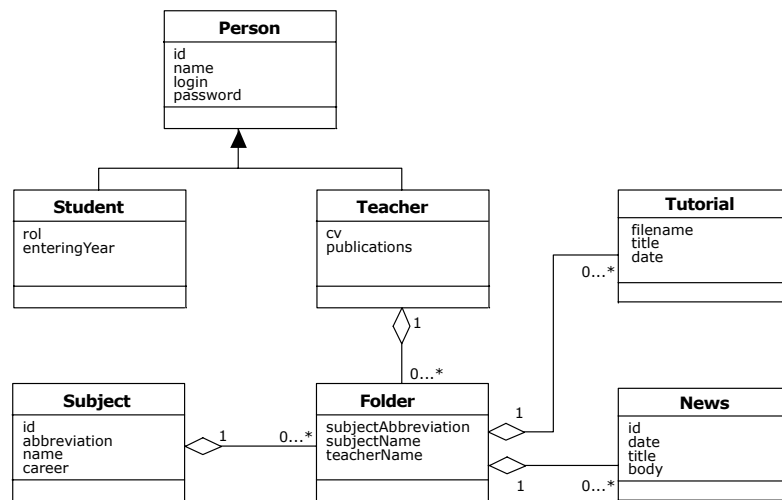 Person
id
name
login
password
Student
rol
enteringYear
Teacher
cv
publications
Tutorial
filename
title
date
0...*
1
0...*
Subject
id
abbreviation
name
career
1
0...*
Folder
subjectAbbreviation
subjectName
teacherName
1
1
0...*
News
id
date
title
body